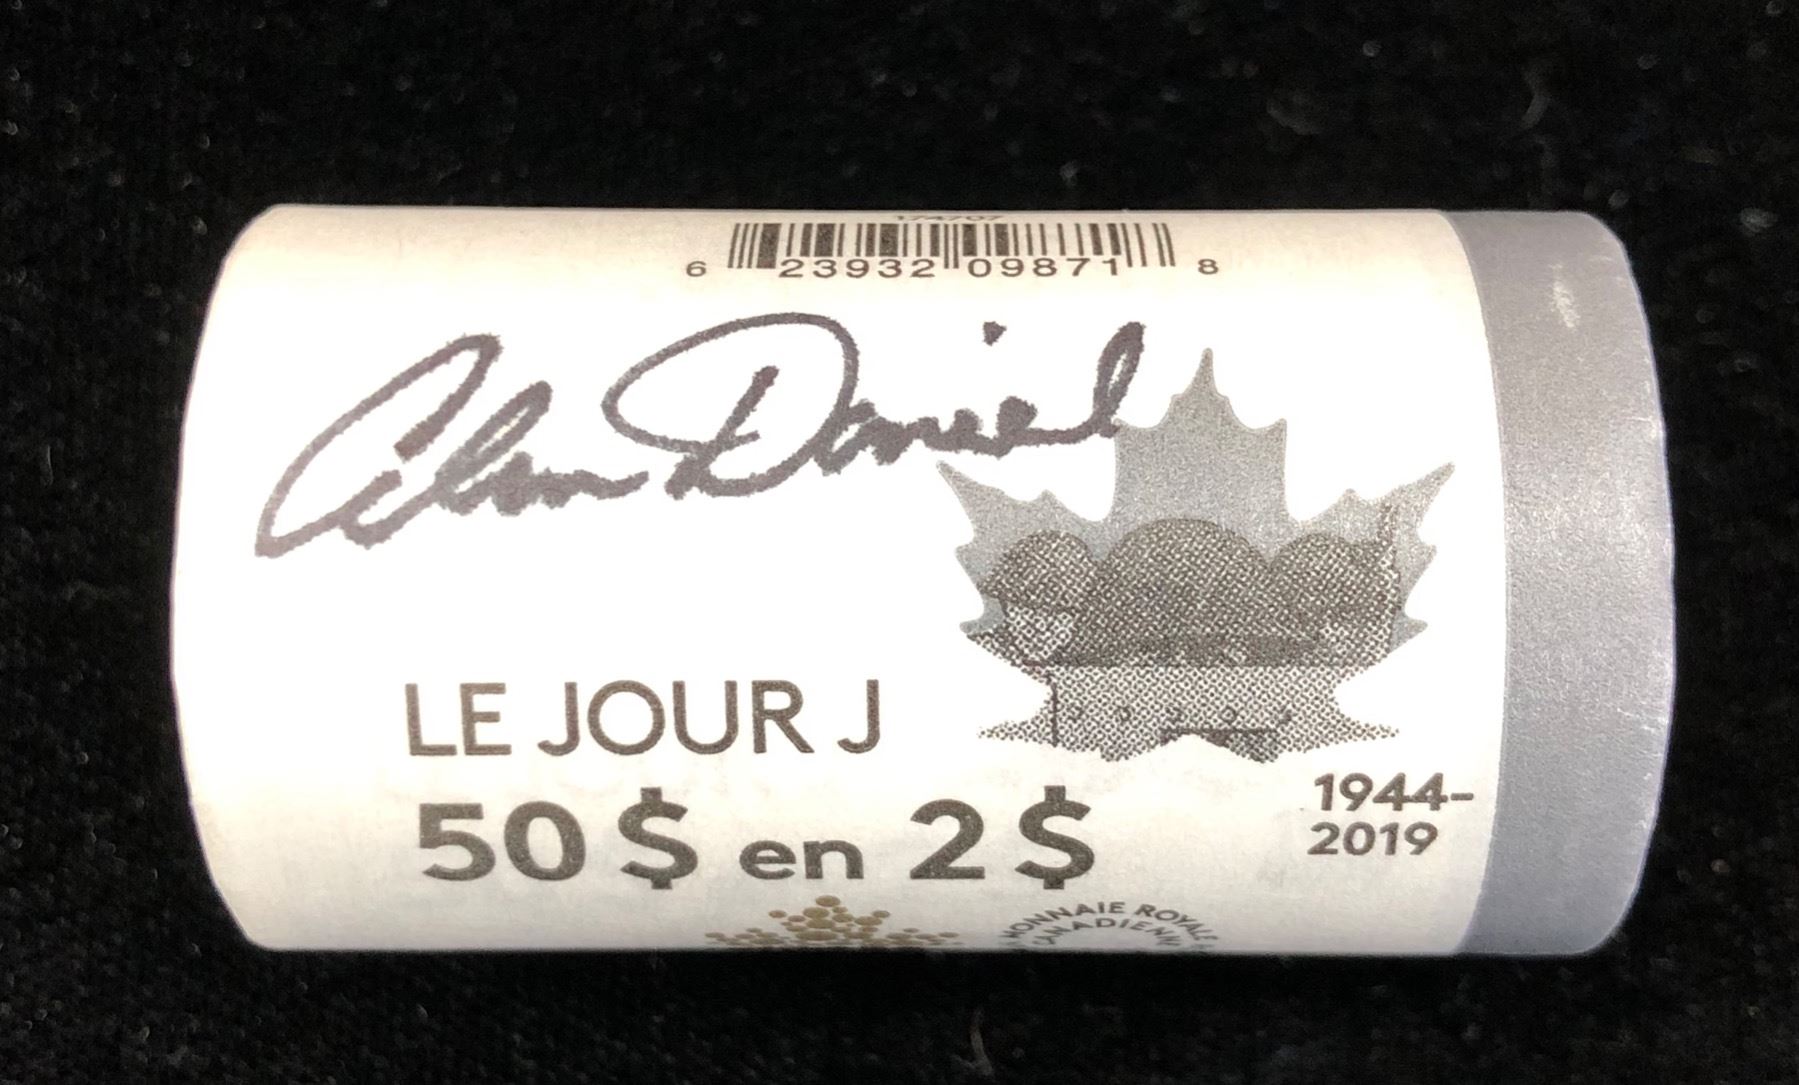 174707
6 23932 09871 8
Alan Daniel
LE JOUR J
50 $ en 2 $
1944-
2019
MONNAIE ROYALE
CANADIENNE